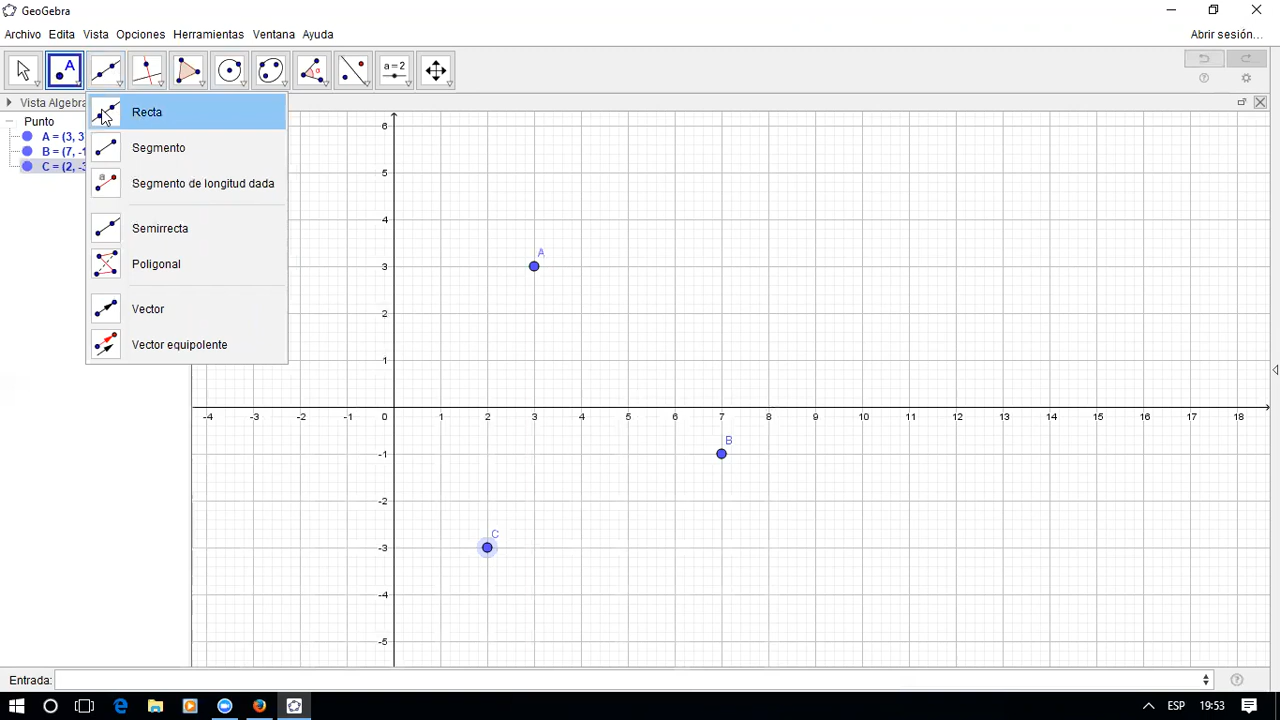 GeoGebra
Archivo Edita Vista Opciones Herramientas Ventana Ayuda
Abrir sesión...
A
a = 2
Vista Algebra
Punto
A = (3, 3
B = (7, -1
C = (2, -3
Recta
Segmento
a
Segmento de longitud dada
Semirrecta
Poligonal
Vector
Vector equipolente
6
5
4
A
3
2
1
-4 -3 -2 -1 0 1 2 3 4 5 6 7 8 9 10 11 12 13 14 15 16 17 18
B
-1
-2
C
-3
-4
-5
Entrada:
ESP 19:53